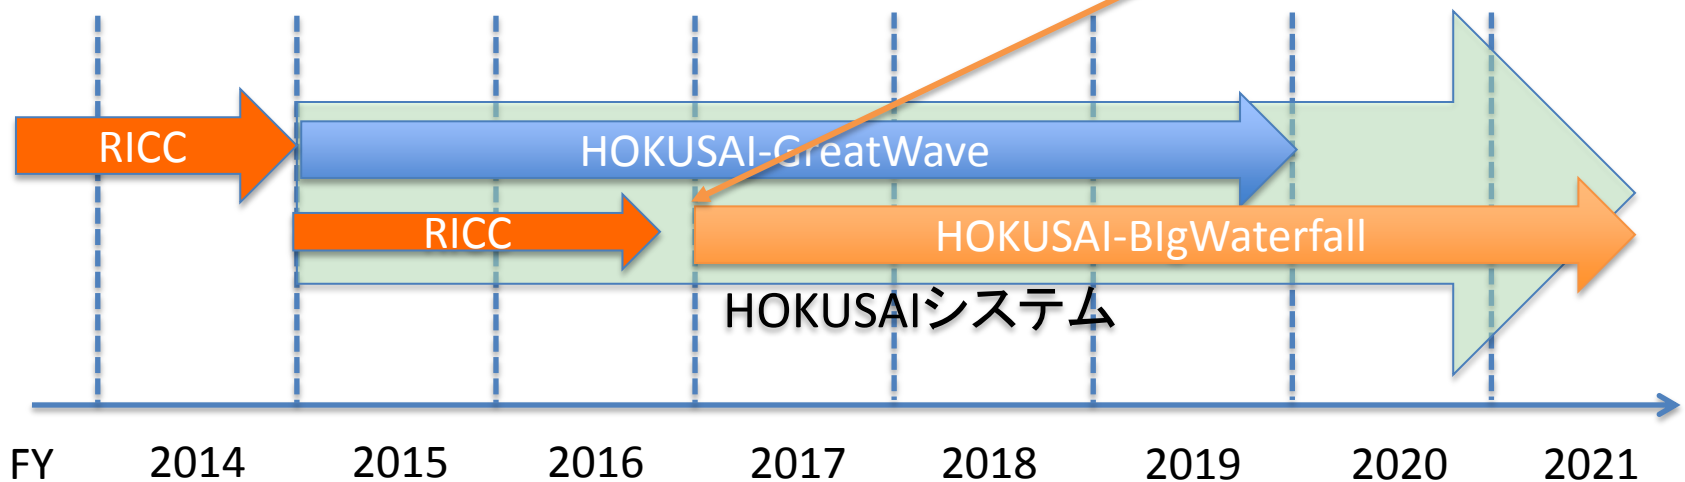 RICC
HOKUSAI-GreatWave
RICC
HOKUSAI-BIgWaterfall
HOKUSAIシステム
FY 2014 2015 2016 2017 2018 2019 2020 2021